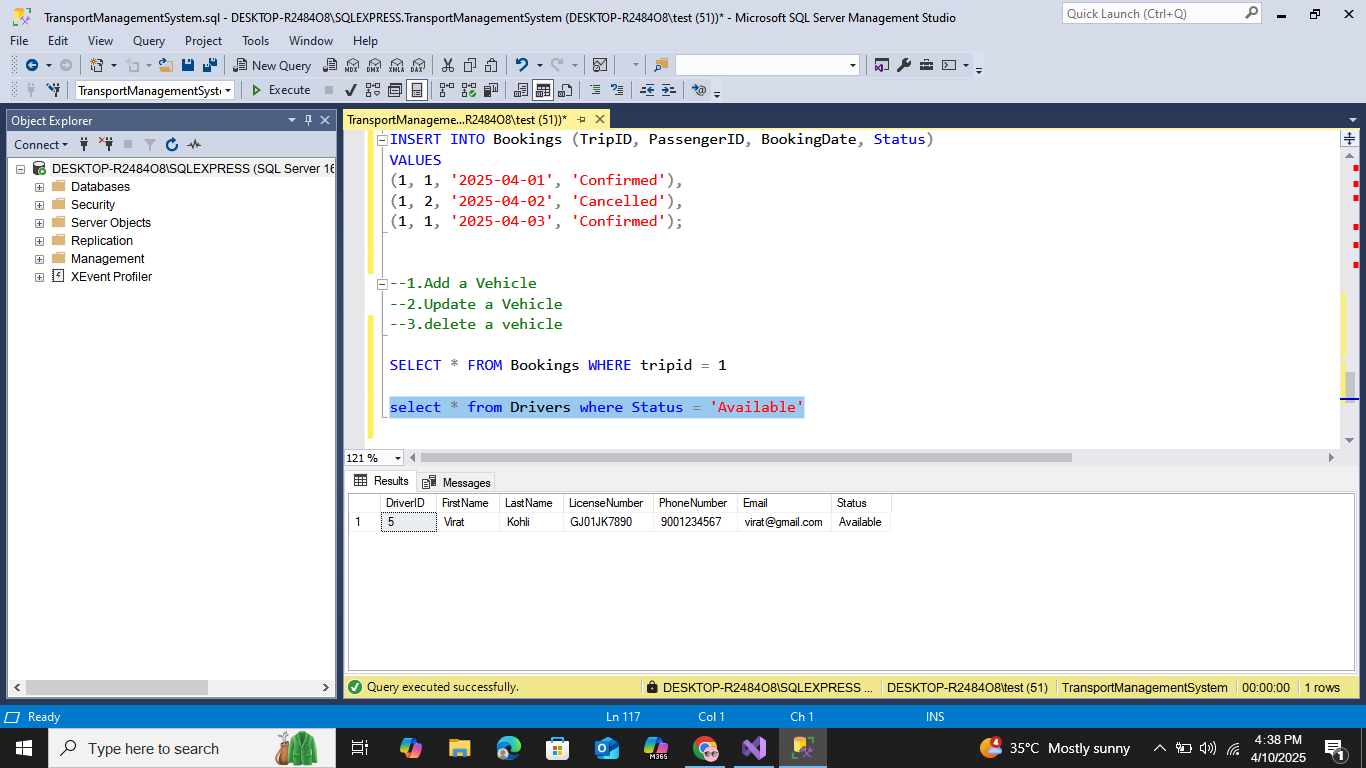 TransportManagementSystem.sql - DESKTOP-R2484O8\SQLEXPRESS.TransportManagementSystem (DESKTOP-R2484O8\test (51))* - Microsoft SQL Server Management Studio
Quick Launch (Ctrl+Q)
File Edit View Query Project Tools Window Help
New Query MDX DMX XMLA DAX
TransportManagementSyste Execute
Object Explorer
Connect
DESKTOP-R2484O8\SQLEXPRESS (SQL Server 16
Databases
Security
Server Objects
Replication
Management
XEvent Profiler
TransportManageme...R2484O8\test (51))*
INSERT INTO Bookings (TripID, PassengerID, BookingDate, Status)
VALUES
(1, 1, '2025-04-01', 'Confirmed'),
(1, 2, '2025-04-02', 'Cancelled'),
(1, 1, '2025-04-03', 'Confirmed');
--1.Add a Vehicle
--2.Update a Vehicle
--3.delete a vehicle
SELECT * FROM Bookings WHERE tripid = 1
select * from Drivers where Status = 'Available'
121 %
Results Messages
DriverID FirstName LastName LicenseNumber PhoneNumber Email Status
1 5 Virat Kohli GJ01JK7890 9001234567 virat@gmail.com Available
Query executed successfully. DESKTOP-R2484O8\SQLEXPRESS ... DESKTOP-R2484O8\test (51) TransportManagementSystem 00:00:00 1 rows
Ready Ln 117 Col 1 Ch 1 INS
Type here to search M365 4 35°C Mostly sunny 4:38 PM 1
4/10/2025